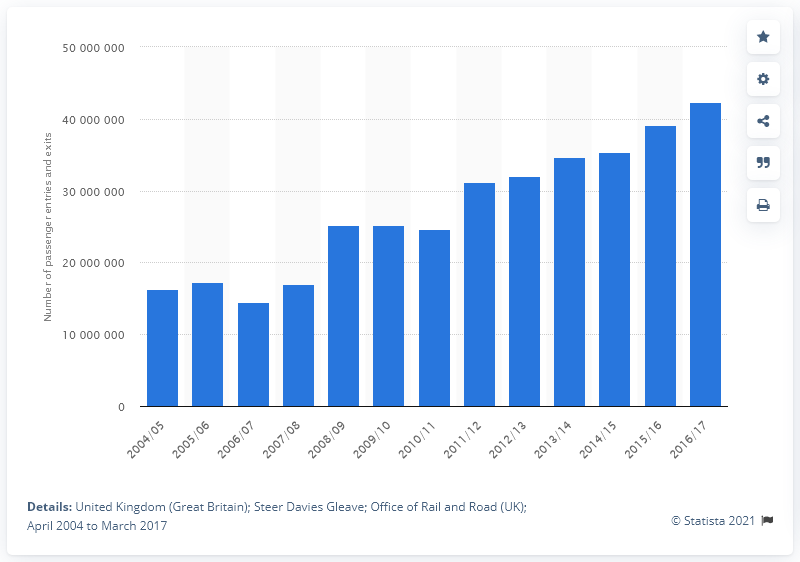 50 000 000
40 000 000
30 000 000
20 000 000
10 000 000
0
Number of passenger entries and exits
2004/05
2005/06
2006/07
2007/08
2008/09
2009/10
2010/11
2011/12
2012/13
2013/14
2014/15
2015/16
2016/17
Details: United Kingdom (Great Britain); Steer Davies Gleave; Office of Rail and Road (UK);
April 2004 to March 2017
© Statista 2021